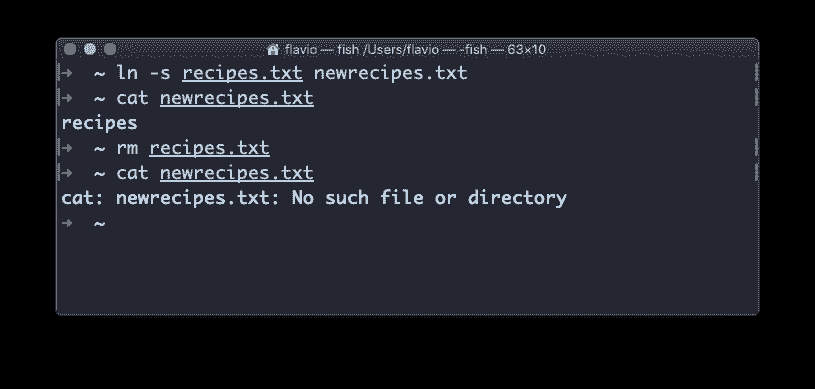 flavio — fish /Users/flavio — -fish — 63×10
➜ ~ ln -s recipes.txt newrecipes.txt
➜ ~ cat newrecipes.txt
recipes
➜ ~ rm recipes.txt
➜ ~ cat newrecipes.txt
cat: newrecipes.txt: No such file or directory
➜ ~